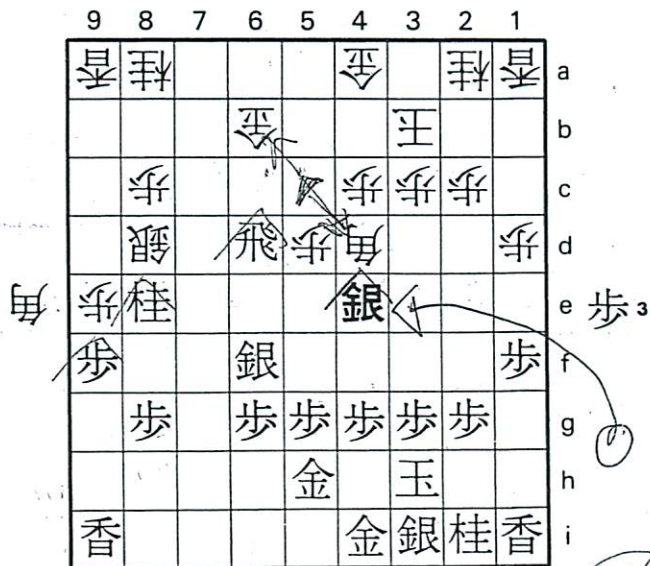 9 8 7 6 5 4 3 2 1
香 桂 金 桂 香 a
金 王 b
歩 歩 歩 歩 c
銀 飛 歩 角 歩 d
角 歩 桂 銀 e 歩 3
歩 銀 歩 f
歩 歩 歩 歩 歩 歩 g
金 玉 h
香 金 銀 桂 香 i